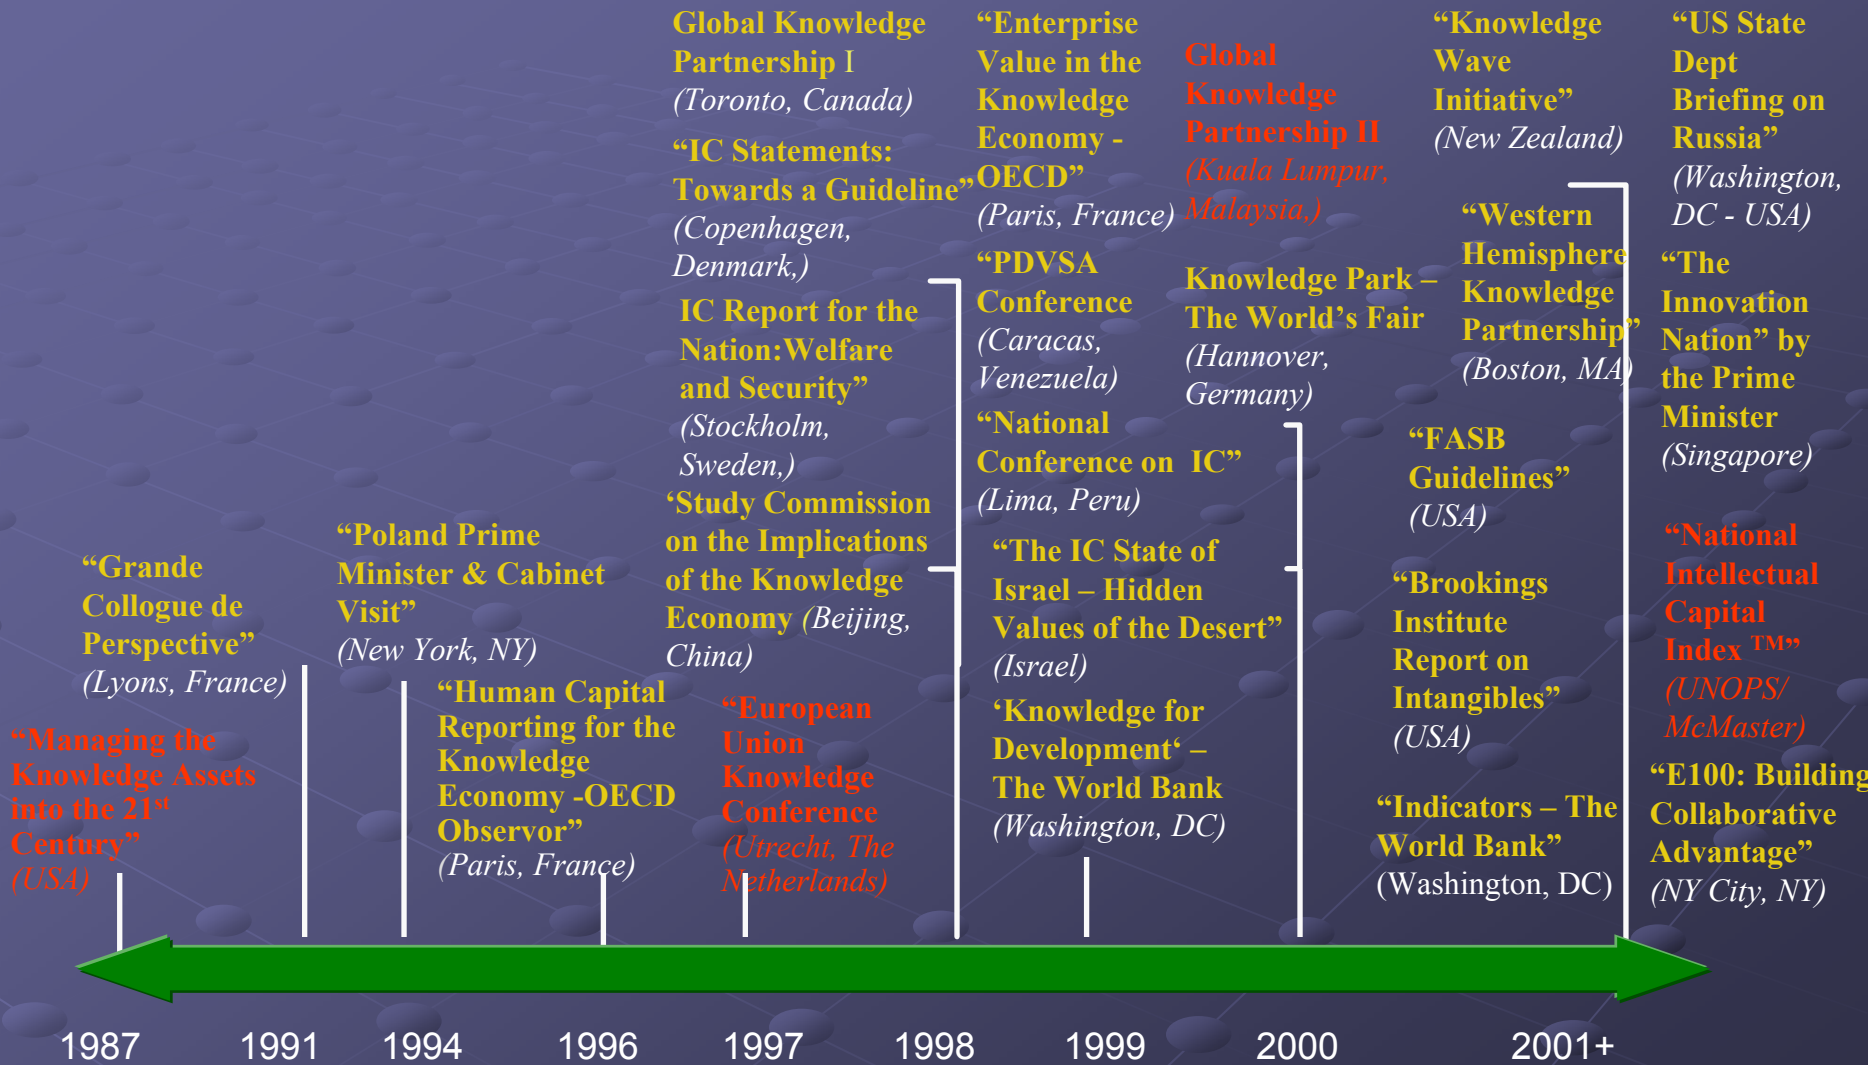 “Managing the
Knowledge Assets
into the 21st
Century”
(USA)
“Grande
Collogue de
Perspective”
(Lyons, France)
“Poland Prime
Minister & Cabinet
Visit”
(New York, NY)
“Human Capital
Reporting for the
Knowledge
Economy -OECD
Observor”
(Paris, France)
Global Knowledge
Partnership I
(Toronto, Canada)
“IC Statements:
Towards a Guideline”
(Copenhagen,
Denmark,)
IC Report for the
Nation:Welfare
and Security”
(Stockholm,
Sweden,)
‘Study Commission
on the Implications
of the Knowledge
Economy (Beijing,
China)
“European
Union
Knowledge
Conference
(Utrecht, The
Netherlands)
“Enterprise
Value in the
Knowledge
Economy -
OECD”
(Paris, France)
“PDVSA
Conference
(Caracas,
Venezuela)
“National
Conference on IC”
(Lima, Peru)
“The IC State of
Israel – Hidden
Values of the Desert”
(Israel)
‘Knowledge for
Development‘ –
The World Bank
(Washington, DC)
Global
Knowledge
Partnership II
(Kuala Lumpur,
Malaysia,)
Knowledge Park –
The World’s Fair
(Hannover,
Germany)
“Knowledge
Wave
Initiative”
(New Zealand)
“Western
Hemisphere
Knowledge
Partnership”
(Boston, MA)
“FASB
Guidelines”
(USA)
“Brookings
Institute
Report on
Intangibles”
(USA)
“Indicators – The
World Bank”
(Washington, DC)
“US State
Dept
Briefing on
Russia”
(Washington,
DC - USA)
“The
Innovation
Nation” by
the Prime
Minister
(Singapore)
“National
Intellectual
Capital
Index TM”
(UNOPS/
McMaster)
“E100: Building
Collaborative
Advantage”
(NY City, NY)
1987 1991 1994 1996 1997 1998 1999 2000 2001+